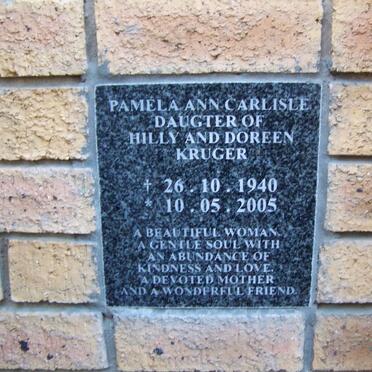 PAMELA ANN CARLISLE
DAUGTER OF
HILLY AND DOREEN
KRUGER
† 26 . 10 . 1940
* 10 . 05 . 2005
A BEAUTIFUL WOMAN.
A GENTLE SOUL WITH
AN ABUNDANCE OF
KINDNESS AND LOVE.
A DEVOTED MOTHER
AND A WONDERFUL FRIEND.